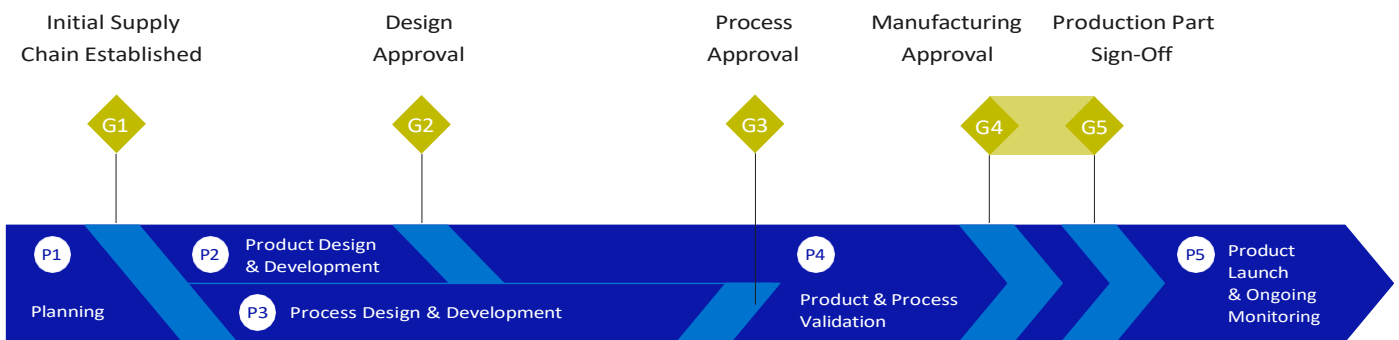 Initial Supply
Chain Established
Design
Approval
Process
Approval
Manufacturing
Approval
Production Part
Sign-Off
G1
G2
G3
G4
G5
P1
Planning
P2
Product Design
& Development
P3
Process Design & Development
P4
Product & Process
Validation
P5
Product
Launch
& Ongoing
Monitoring